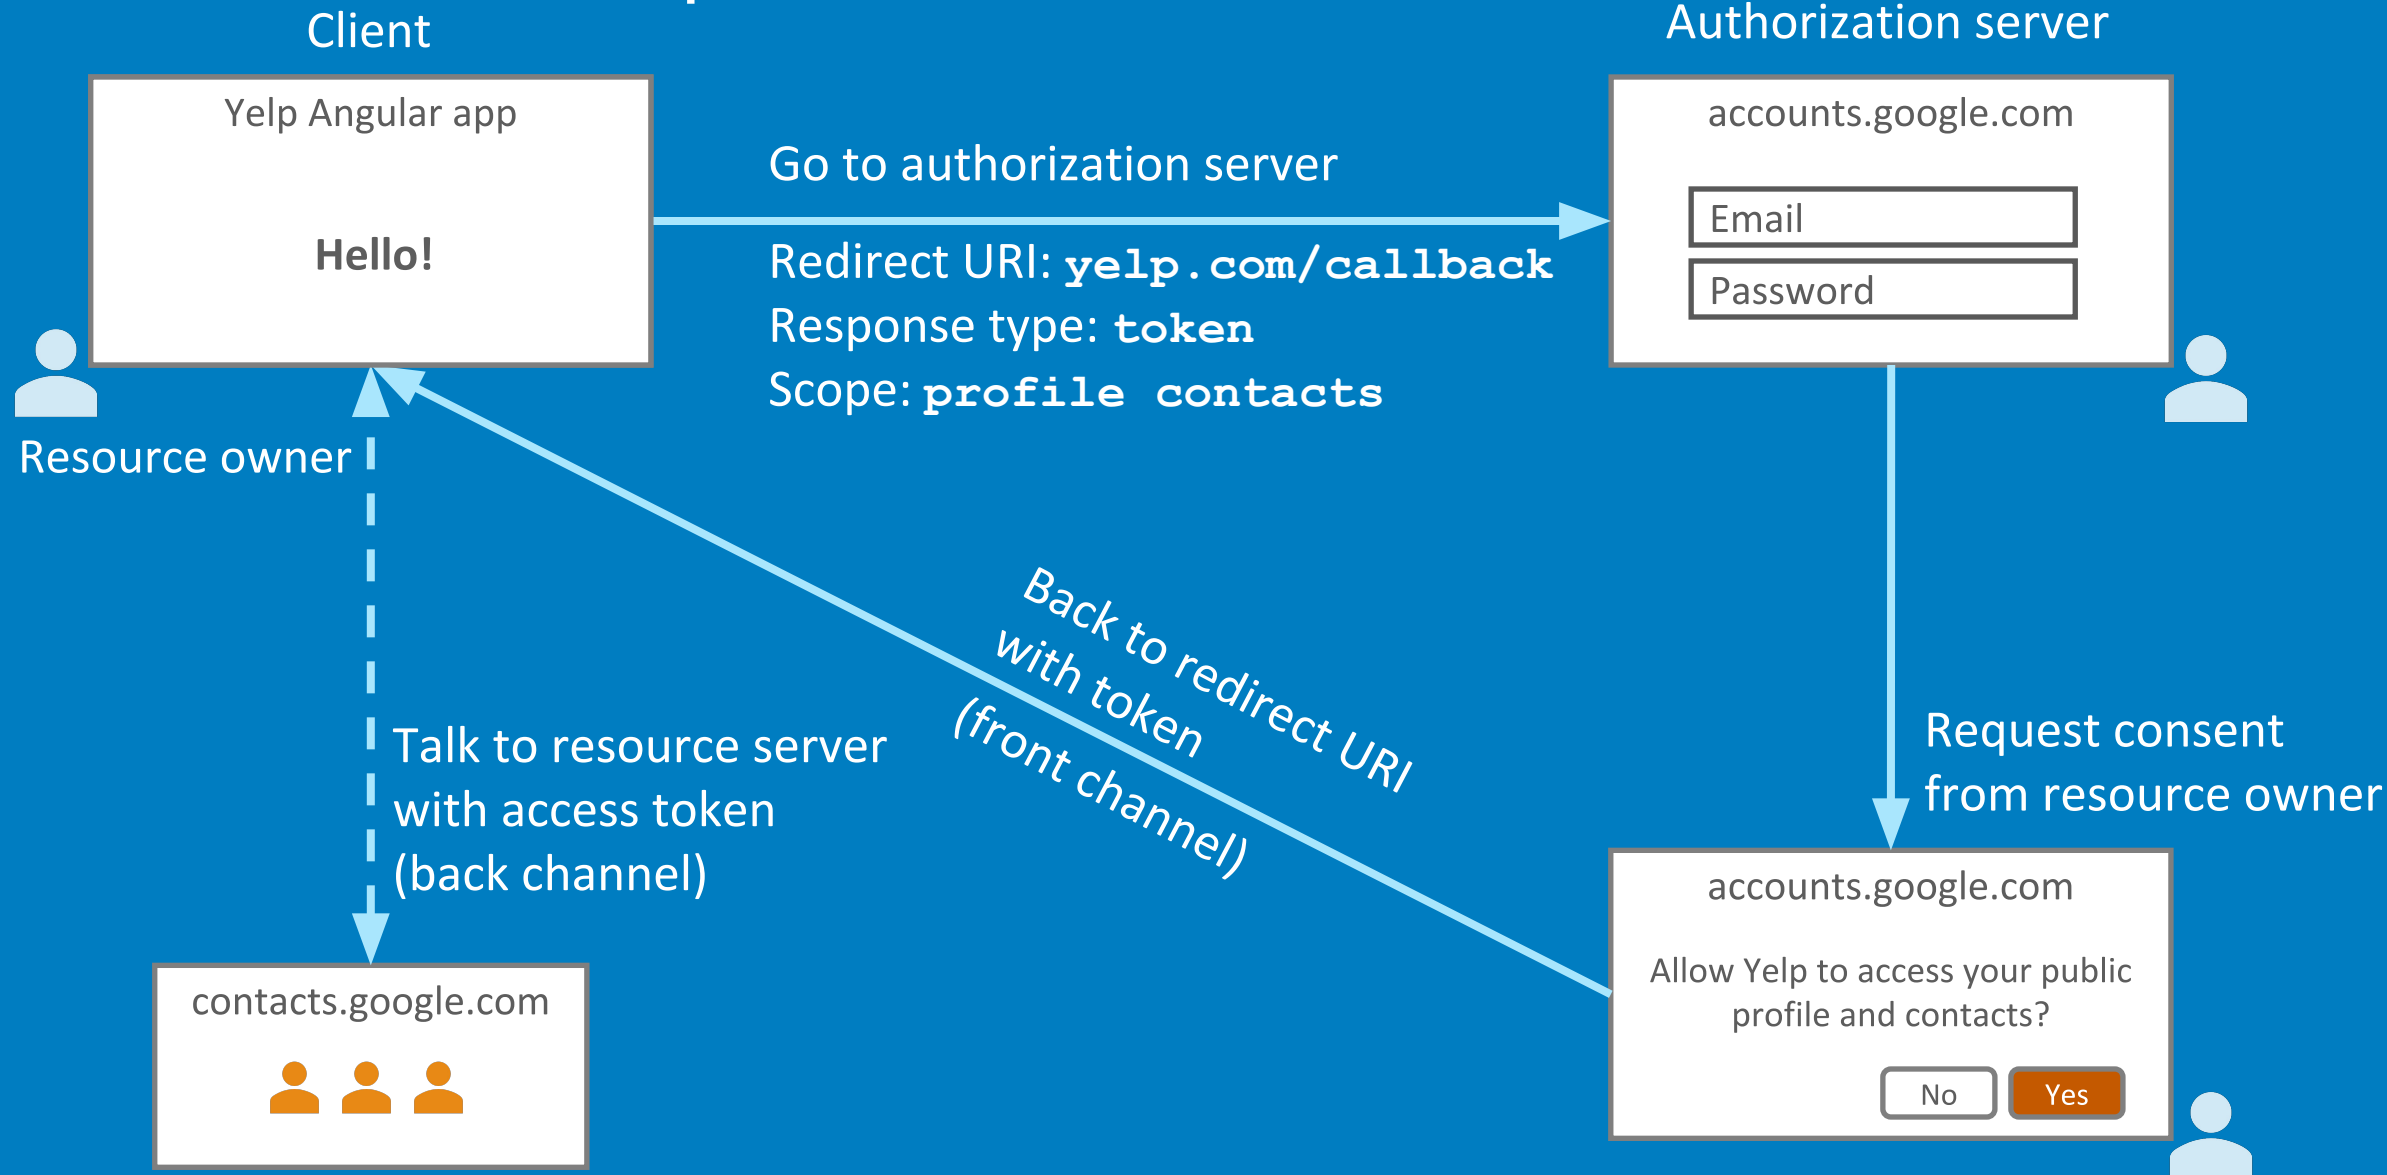 Client
Authorization server
Yelp Angular app
Hello!
Go to authorization server
Redirect URI: yelp.com/callback
Response type: token
Scope: profile contacts
accounts.google.com
Email
Password
Resource owner
Back to redirect URI
with token
(front channel)
Talk to resource server
with access token
(back channel)
Request consent
from resource owner
contacts.google.com
accounts.google.com
Allow Yelp to access your public
profile and contacts?
No
Yes